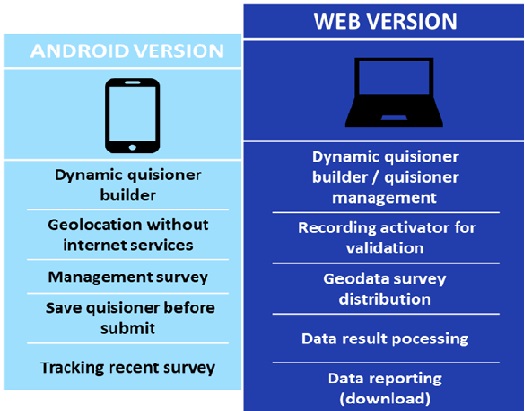 ANDROID VERSION
Dynamic quisioner
builder
Geolocation without
internet services
Management survey
Save quisioner before
submit
Tracking recent survey
WEB VERSION
Dynamic quisioner
builder / quisioner
management
Recording activator for
validation
Geodata survey
distribution
Data result pocessing
Data reporting
(download)